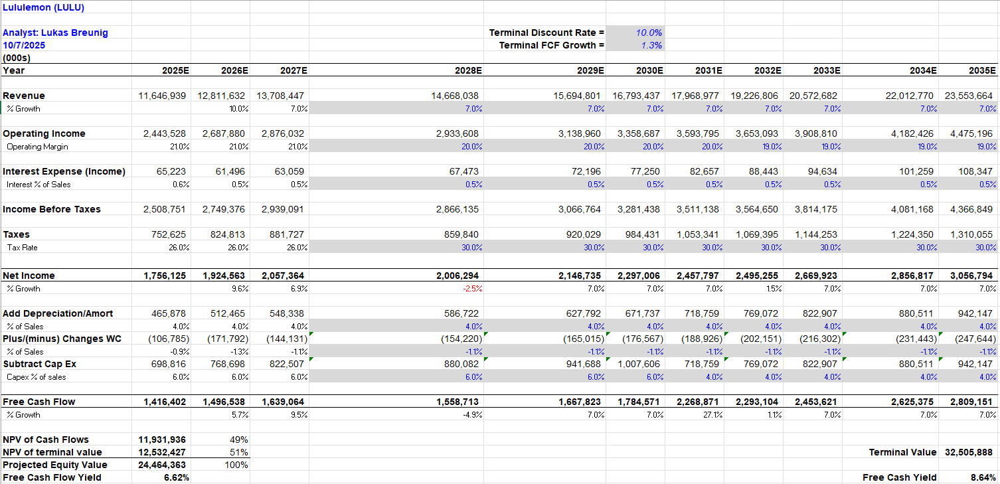 Lululemon (LULU)
Analyst: Lukas Breunig Terminal Discount Rate = 10.0%
10/7/2025 Terminal FCF Growth = 1.3%
(000s)
Year 2025E 2026E 2027E 2028E 2029E 2030E 2031E 2032E 2033E 2034E 2035E
Revenue 11,646,939 12,811,632 13,708,447 14,668,038 15,694,801 16,793,437 17,968,977 19,226,806 20,572,682 22,012,770 23,553,664
% Growth 10.0% 7.0% 7.0% 7.0% 7.0% 7.0% 7.0% 7.0% 7.0% 7.0%
Operating Income 2,443,528 2,687,880 2,876,032 2,933,608 3,138,960 3,358,687 3,593,795 3,653,093 3,908,810 4,182,426 4,475,196
Operating Margin 21.0% 21.0% 21.0% 20.0% 20.0% 20.0% 20.0% 19.0% 19.0% 19.0% 19.0%
Interest Expense (Income) 65,223 61,496 63,059 67,473 72,196 77,250 82,657 88,443 94,634 101,259 108,347
Interest % of Sales 0.6% 0.5% 0.5% 0.5% 0.5% 0.5% 0.5% 0.5% 0.5% 0.5% 0.5%
Income Before Taxes 2,508,751 2,749,376 2,939,091 2,866,135 3,066,764 3,281,438 3,511,138 3,564,650 3,814,175 4,081,168 4,366,849
Taxes 752,625 824,813 881,727 859,840 920,029 984,431 1,053,341 1,069,395 1,144,253 1,224,350 1,310,055
Tax Rate 26.0% 26.0% 26.0% 30.0% 30.0% 30.0% 30.0% 30.0% 30.0% 30.0% 30.0%
Net Income 1,756,125 1,924,563 2,057,364 2,006,294 2,146,735 2,297,006 2,457,797 2,495,255 2,669,923 2,856,817 3,056,794
% Growth 9.6% 6.9% -2.5% 7.0% 7.0% 7.0% 1.5% 7.0% 7.0% 7.0%
Add Depreciation/Amort 465,878 512,465 548,338 586,722 627,792 671,737 718,759 769,072 822,907 880,511 942,147
% of Sales 4.0% 4.0% 4.0% 4.0% 4.0% 4.0% 4.0% 4.0% 4.0% 4.0% 4.0%
Plus/(minus) Changes WC (106,785) (171,792) (144,131) (154,220) (165,015) (176,567) (188,926) (202,151) (216,302) (231,443) (247,644)
% of Sales -0.9% -1.3% -1.1% -1.1% -1.1% -1.1% -1.1% -1.1% -1.1% -1.1% -1.1%
Subtract Cap Ex 698,816 768,698 822,507 880,082 941,688 1,007,606 718,759 769,072 822,907 880,511 942,147
Capex % of sales 6.0% 6.0% 6.0% 6.0% 6.0% 6.0% 4.0% 4.0% 4.0% 4.0% 4.0%
Free Cash Flow 1,416,402 1,496,538 1,639,064 1,558,713 1,667,823 1,784,571 2,268,871 2,293,104 2,453,621 2,625,375 2,809,151
% Growth 5.7% 9.5% -4.9% 7.0% 7.0% 27.1% 1.1% 7.0% 7.0% 7.0%
NPV of Cash Flows 11,931,936 49%
NPV of terminal value 12,532,427 51% Terminal Value 32,505,888
Projected Equity Value 24,464,363 100%
Free Cash Flow Yield 6.62% Free Cash Yield 8.64%